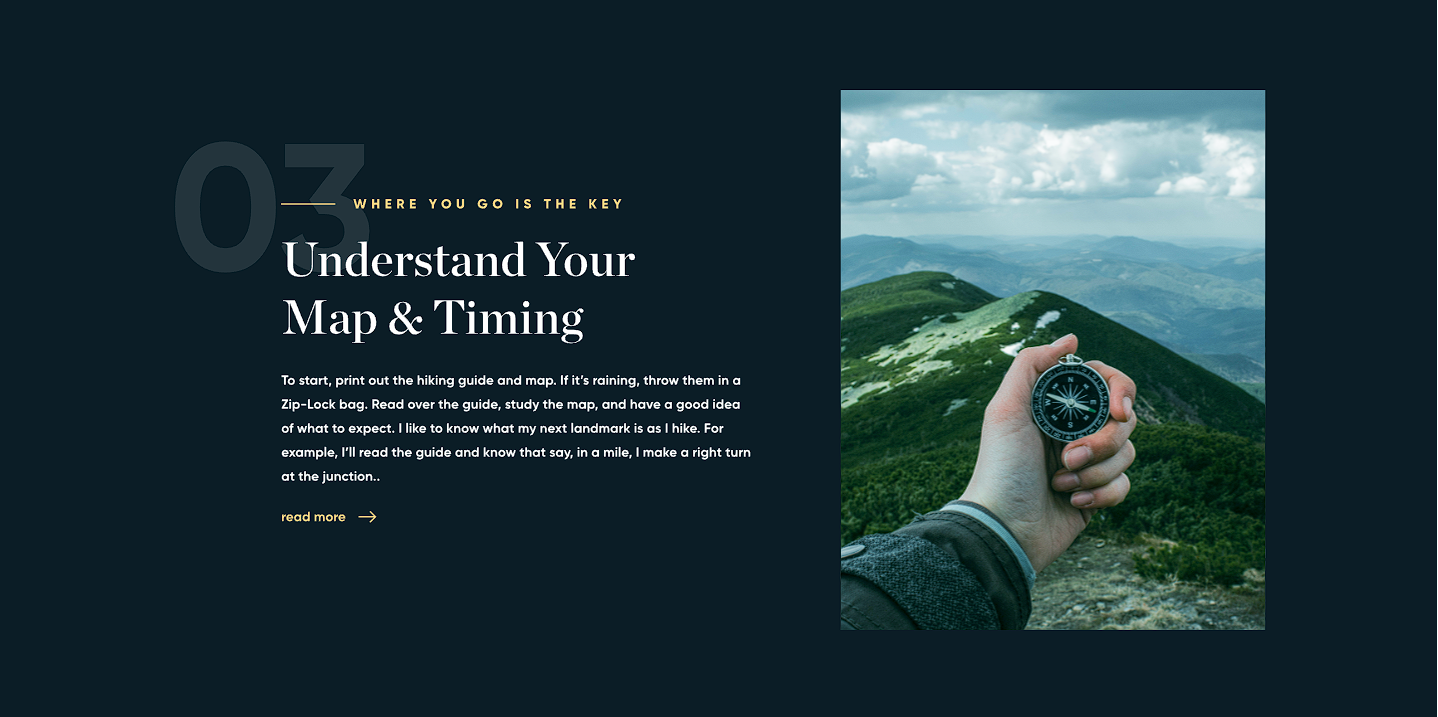 03
WHERE YOU GO IS THE KEY
Understand Your
Map & Timing
To start, print out the hiking guide and map. If it’s raining, throw them in a
Zip-Lock bag. Read over the guide, study the map, and have a good idea
of what to expect. I like to know what my next landmark is as I hike. For
example, I’ll read the guide and know that say, in a mile, I make a right turn
at the junction..
read more
N
E
S
W